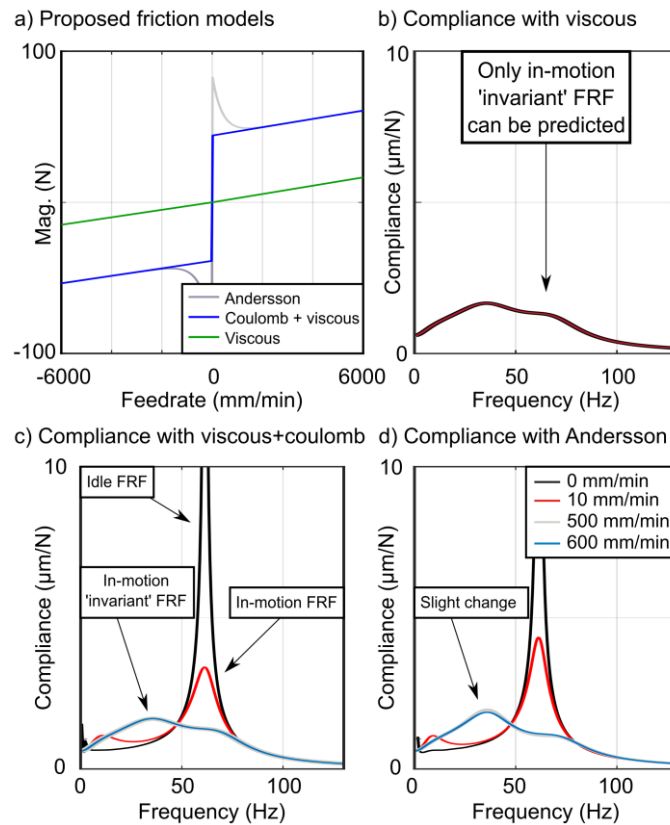 a) Proposed friction models
100
Mag. (N)
-100
-6000
0
6000
Feedrate (mm/min)
Andersson
Coulomb + viscous
Viscous
b) Compliance with viscous
10
Compliance (μm/N)
0
0
50
100
Frequency (Hz)
Only in-motion
'invariant' FRF
can be predicted
c) Compliance with viscous+coulomb
10
Compliance (μm/N)
0
0
50
100
Frequency (Hz)
Idle FRF
In-motion
'invariant' FRF
In-motion FRF
d) Compliance with Andersson
10
Compliance (μm/N)
0
0
50
100
Frequency (Hz)
0 mm/min
10 mm/min
500 mm/min
600 mm/min
Slight change